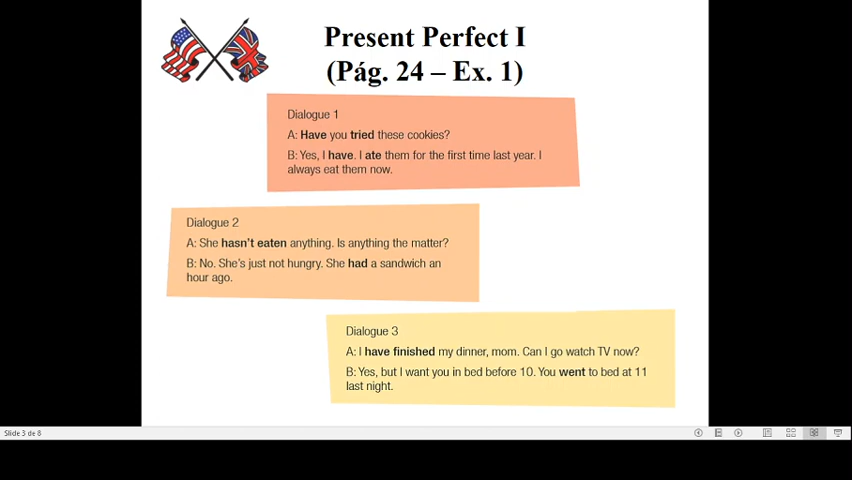 Present Perfect I
(Pág. 24 – Ex. 1)
Dialogue 1
A: Have you tried these cookies?
B: Yes, I have. I ate them for the first time last year. I
always eat them now.
Dialogue 2
A: She hasn't eaten anything. Is anything the matter?
B: No. She's just not hungry. She had a sandwich an
hour ago.
Dialogue 3
A: I have finished my dinner, mom. Can I go watch TV now?
B: Yes, but I want you in bed before 10. You went to bed at 11
last night.
Slide 3 de 8